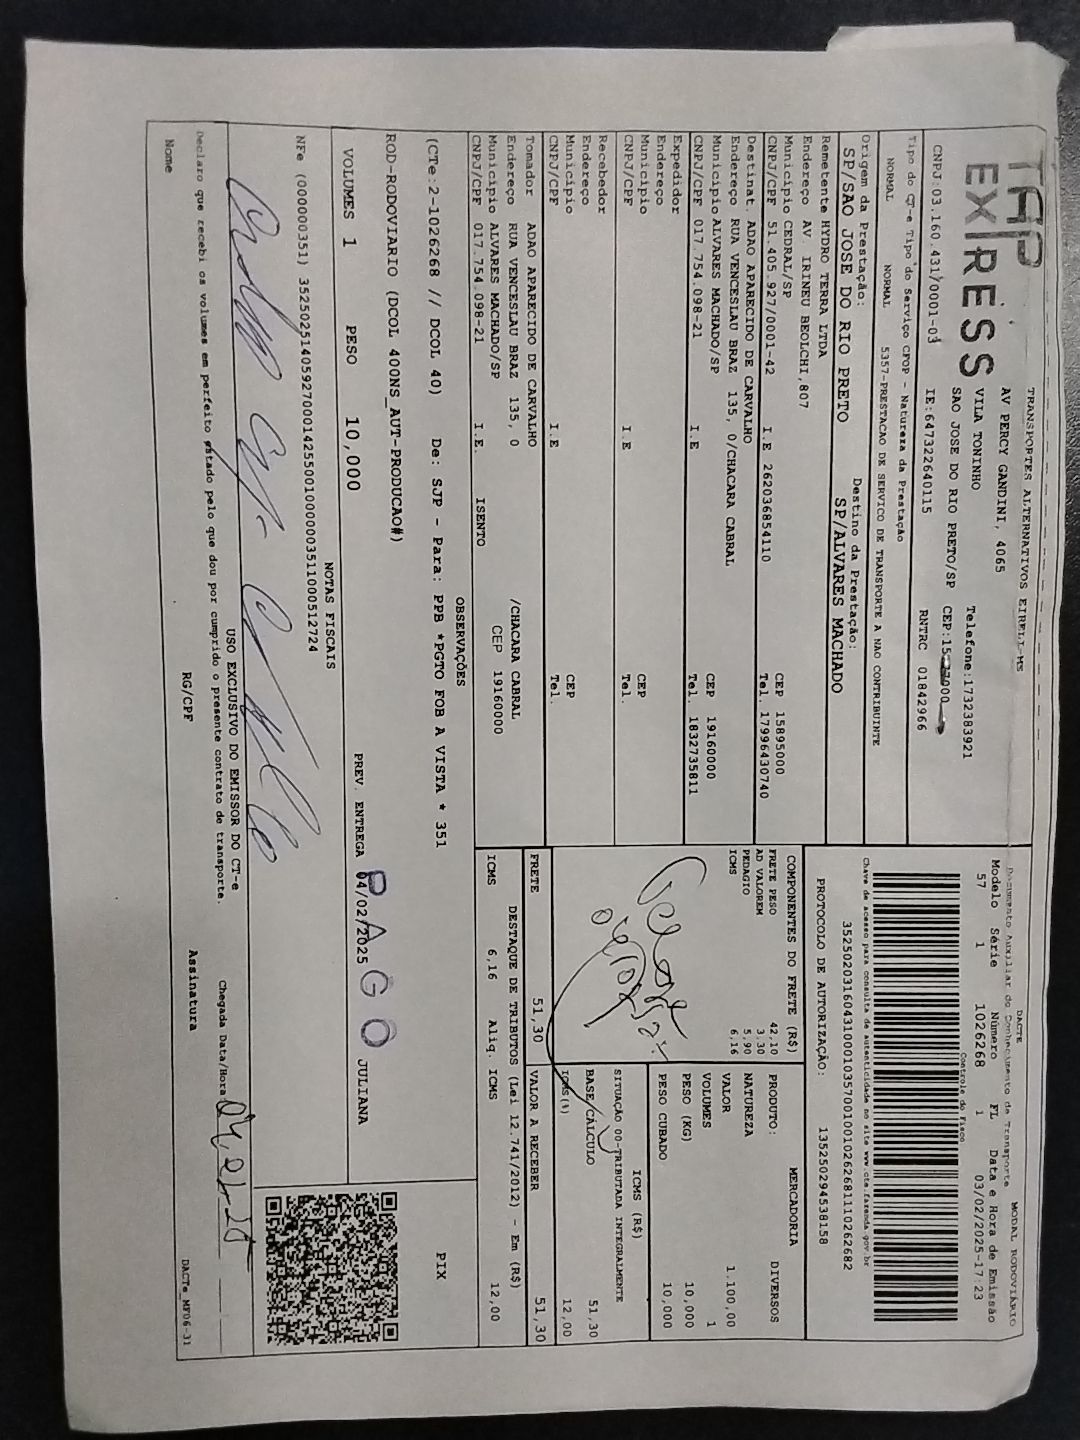 TRANSPORTES ALTERNATIVOS EIRELI-ME
TAP
EXPRESS
AV PERCY GANDINI, 4065
VILA TONINHO Telefone:1732383921
SAO JOSE DO RIO PRETO/SP
CNPJ:03.160.431/0001-03 IE:647322640115 RNTRC 01842966
Tipo do CT-e Tipo do Serviço CFOP - Natureza da Prestação
NORMAL NORMAL 5357-PRESTACAO DE SERVICO DE TRANSPORTE A NAO CONTRIBUINTE
Origem da Prestação: Destino da Prestação:
SP/SAO JOSE DO RIO PRETO SP/ALVARES MACHADO
Remetente HYDRO TERRA LTDA
Endereço AV IRINEU BEOLCHI,807
Município CEDRAL/SP CEP 15895000
CNPJ/CPF 51.405.927/0001-42 I.E 262036854110 Tel. 17996430740
Destinat. ADAO APARECIDO DE CARVALHO
Endereço RUA VENCESLAU BRAZ 135, 0/CHACARA CABRAL
Município ALVARES MACHADO/SP CEP 19160000
CNPJ/CPF 017.754.098-21 I.E Tel. 1832735811
Expedidor
Endereço
Município CEP
CNPJ/CPF I.E Tel.
Recebedor
Endereço
Município CEP
CNPJ/CPF I.E Tel.
Tomador ADAO APARECIDO DE CARVALHO
Endereço RUA VENCESLAU BRAZ 135, 0 /CHACARA CABRAL
Município ALVARES MACHADO/SP CEP 19160000
CNPJ/CPF 017.754.098-21 I.E. ISENTO
DACTE MODAL RODOVIÁRIO
Documento Auxiliar do Conhecimento de Transporte
Modelo Série Número FL Data e Hora de Emissão
57 1 1026268 1 03/02/2025-17:23
Controle do Fisco
Chave de acesso para consulta de autenticidade no site www.cte.fazenda.gov.br
35250203160431000103570010010262681110262682
PROTOCOLO DE AUTORIZAÇÃO: 135250294538158
COMPONENTES DO FRETE (R$)
FRETE PESO 42,10
AD VALOREM 3,30
PEDAGIO 5,90
ICMS 6,16
MERCADORIA
PRODUTO: DIVERSOS
NATUREZA
VALOR 1.100,00
VOLUMES 1
PESO (KG) 10,000
PESO CUBADO 10,000
ICMS (R$)
SITUAÇÃO 00-TRIBUTADA INTEGRALMENTE
BASE/CÁLCULO 51,30
12,00
FRETE 51,30 VALOR A RECEBER 51,30
DESTAQUE DE TRIBUTOS (Lei 12.741/2012) - Em (R$)
ICMS 6,16 Aliq. ICMS 12,00
OBSERVAÇÕES
(CTe:2-1026268 // DCOL 40) De: SJP - Para: PPB *PGTO FOB A VISTA * 351
ROD-RODOVIARIO (DCOL 400NS_AUT-PRODUCAO#)
PIX
VOLUMES 1 PESO 10,000 PREV. ENTREGA 04/02/2025 JULIANA
PAGO
NOTAS FISCAIS
NFe (000000351) 35250251405927000142550010000003511000512724
USO EXCLUSIVO DO EMISSOR DO CT-e
Declaro que recebi os volumes em perfeito estado pelo que dou por cumprido o presente contrato de transporte.
Chegada Data/Hora
Nome RG/CPF Assinatura
DACTe_MF06-31